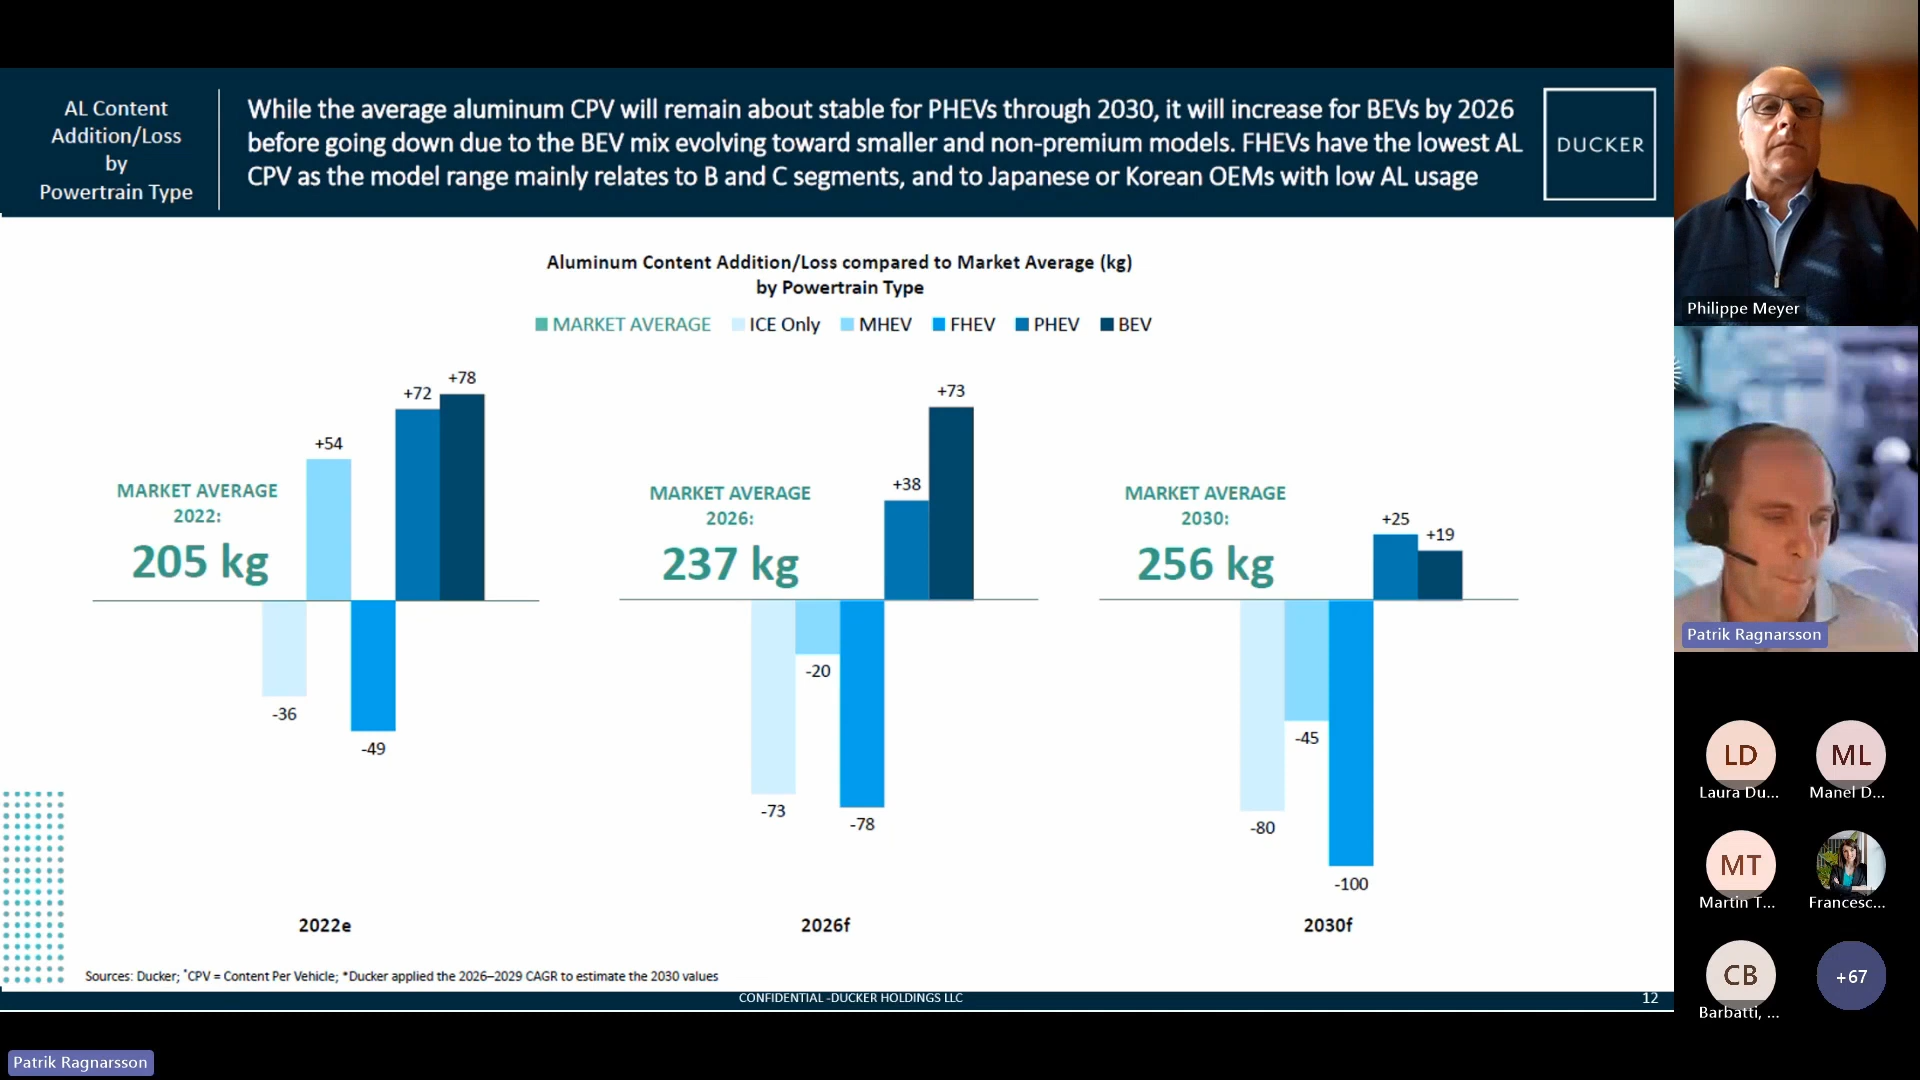 AL Content
Addition/Loss
by
Powertrain Type
While the average aluminum CPV will remain about stable for PHEVs through 2030, it will increase for BEVs by 2026
before going down due to the BEV mix evolving toward smaller and non-premium models. FHEVs have the lowest AL
CPV as the model range mainly relates to B and C segments, and to Japanese or Korean OEMs with low AL usage
DUCKER
Aluminum Content Addition/Loss compared to Market Average (kg)
by Powertrain Type
MARKET AVERAGE ICE Only MHEV FHEV PHEV BEV
MARKET AVERAGE
2022:
205 kg
-36
+54
-49
+72
+78
2022e
MARKET AVERAGE
2026:
237 kg
-73
-20
-78
+38
+73
2026f
MARKET AVERAGE
2030:
256 kg
-80
-45
-100
+25
+19
2030f
Sources: Ducker; *CPV = Content Per Vehicle; *Ducker applied the 2026–2029 CAGR to estimate the 2030 values
CONFIDENTIAL -DUCKER HOLDINGS LLC
12
Philippe Meyer
Patrik Ragnarsson
LD
Laura Du...
ML
Manel D...
MT
Martin T...
Francesc...
CB
Barbatti, ...
+67
Patrik Ragnarsson